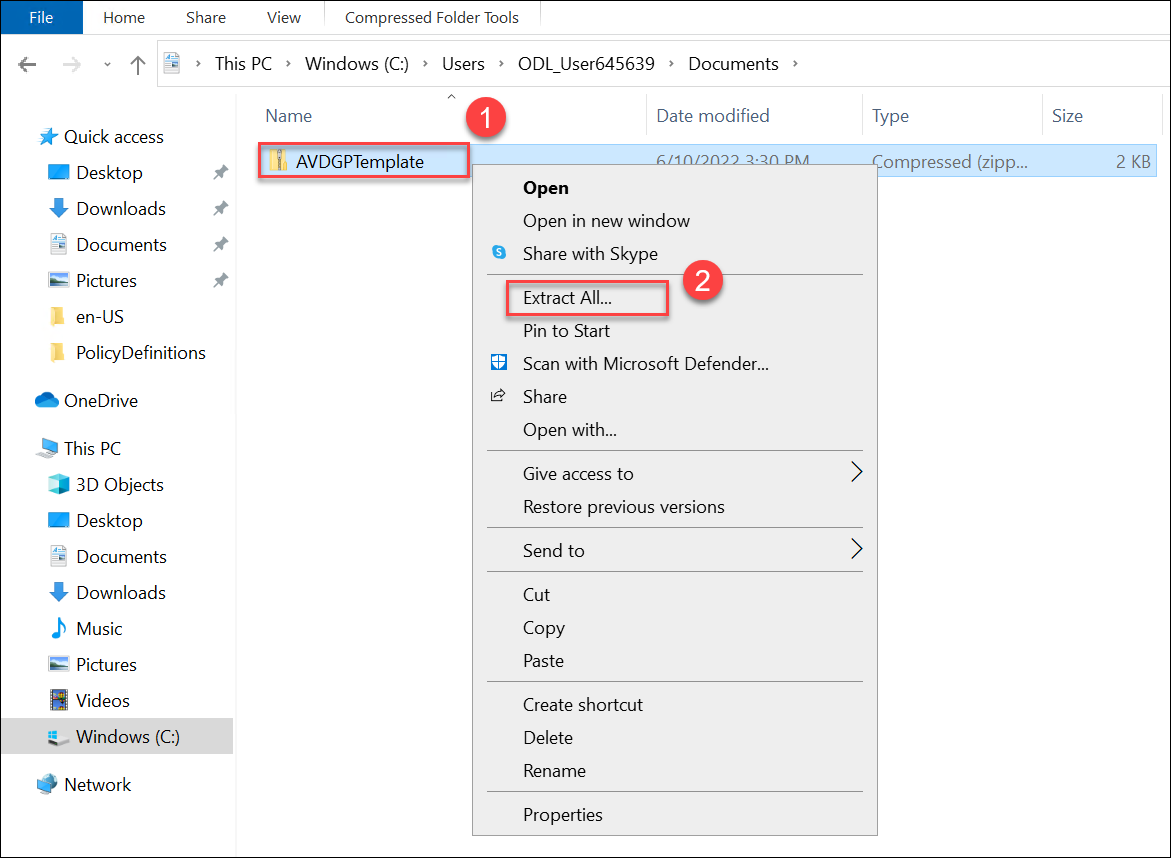 File Home Share View Compressed Folder Tools
This PC Windows (C:) Users ODL_User645639 Documents
Name Date modified Type Size
1
AVDGPTemplate 6/10/2022 3:30 PM Compressed (zipp... 2 KB
Quick access
Desktop
Downloads
Documents
Pictures
en-US
PolicyDefinitions
OneDrive
This PC
3D Objects
Desktop
Documents
Downloads
Music
Pictures
Videos
Windows (C:)
Network
Open
Open in new window
S Share with Skype
2
Extract All...
Pin to Start
Scan with Microsoft Defender...
Share
Open with...
Give access to
Restore previous versions
Send to
Cut
Copy
Paste
Create shortcut
Delete
Rename
Properties